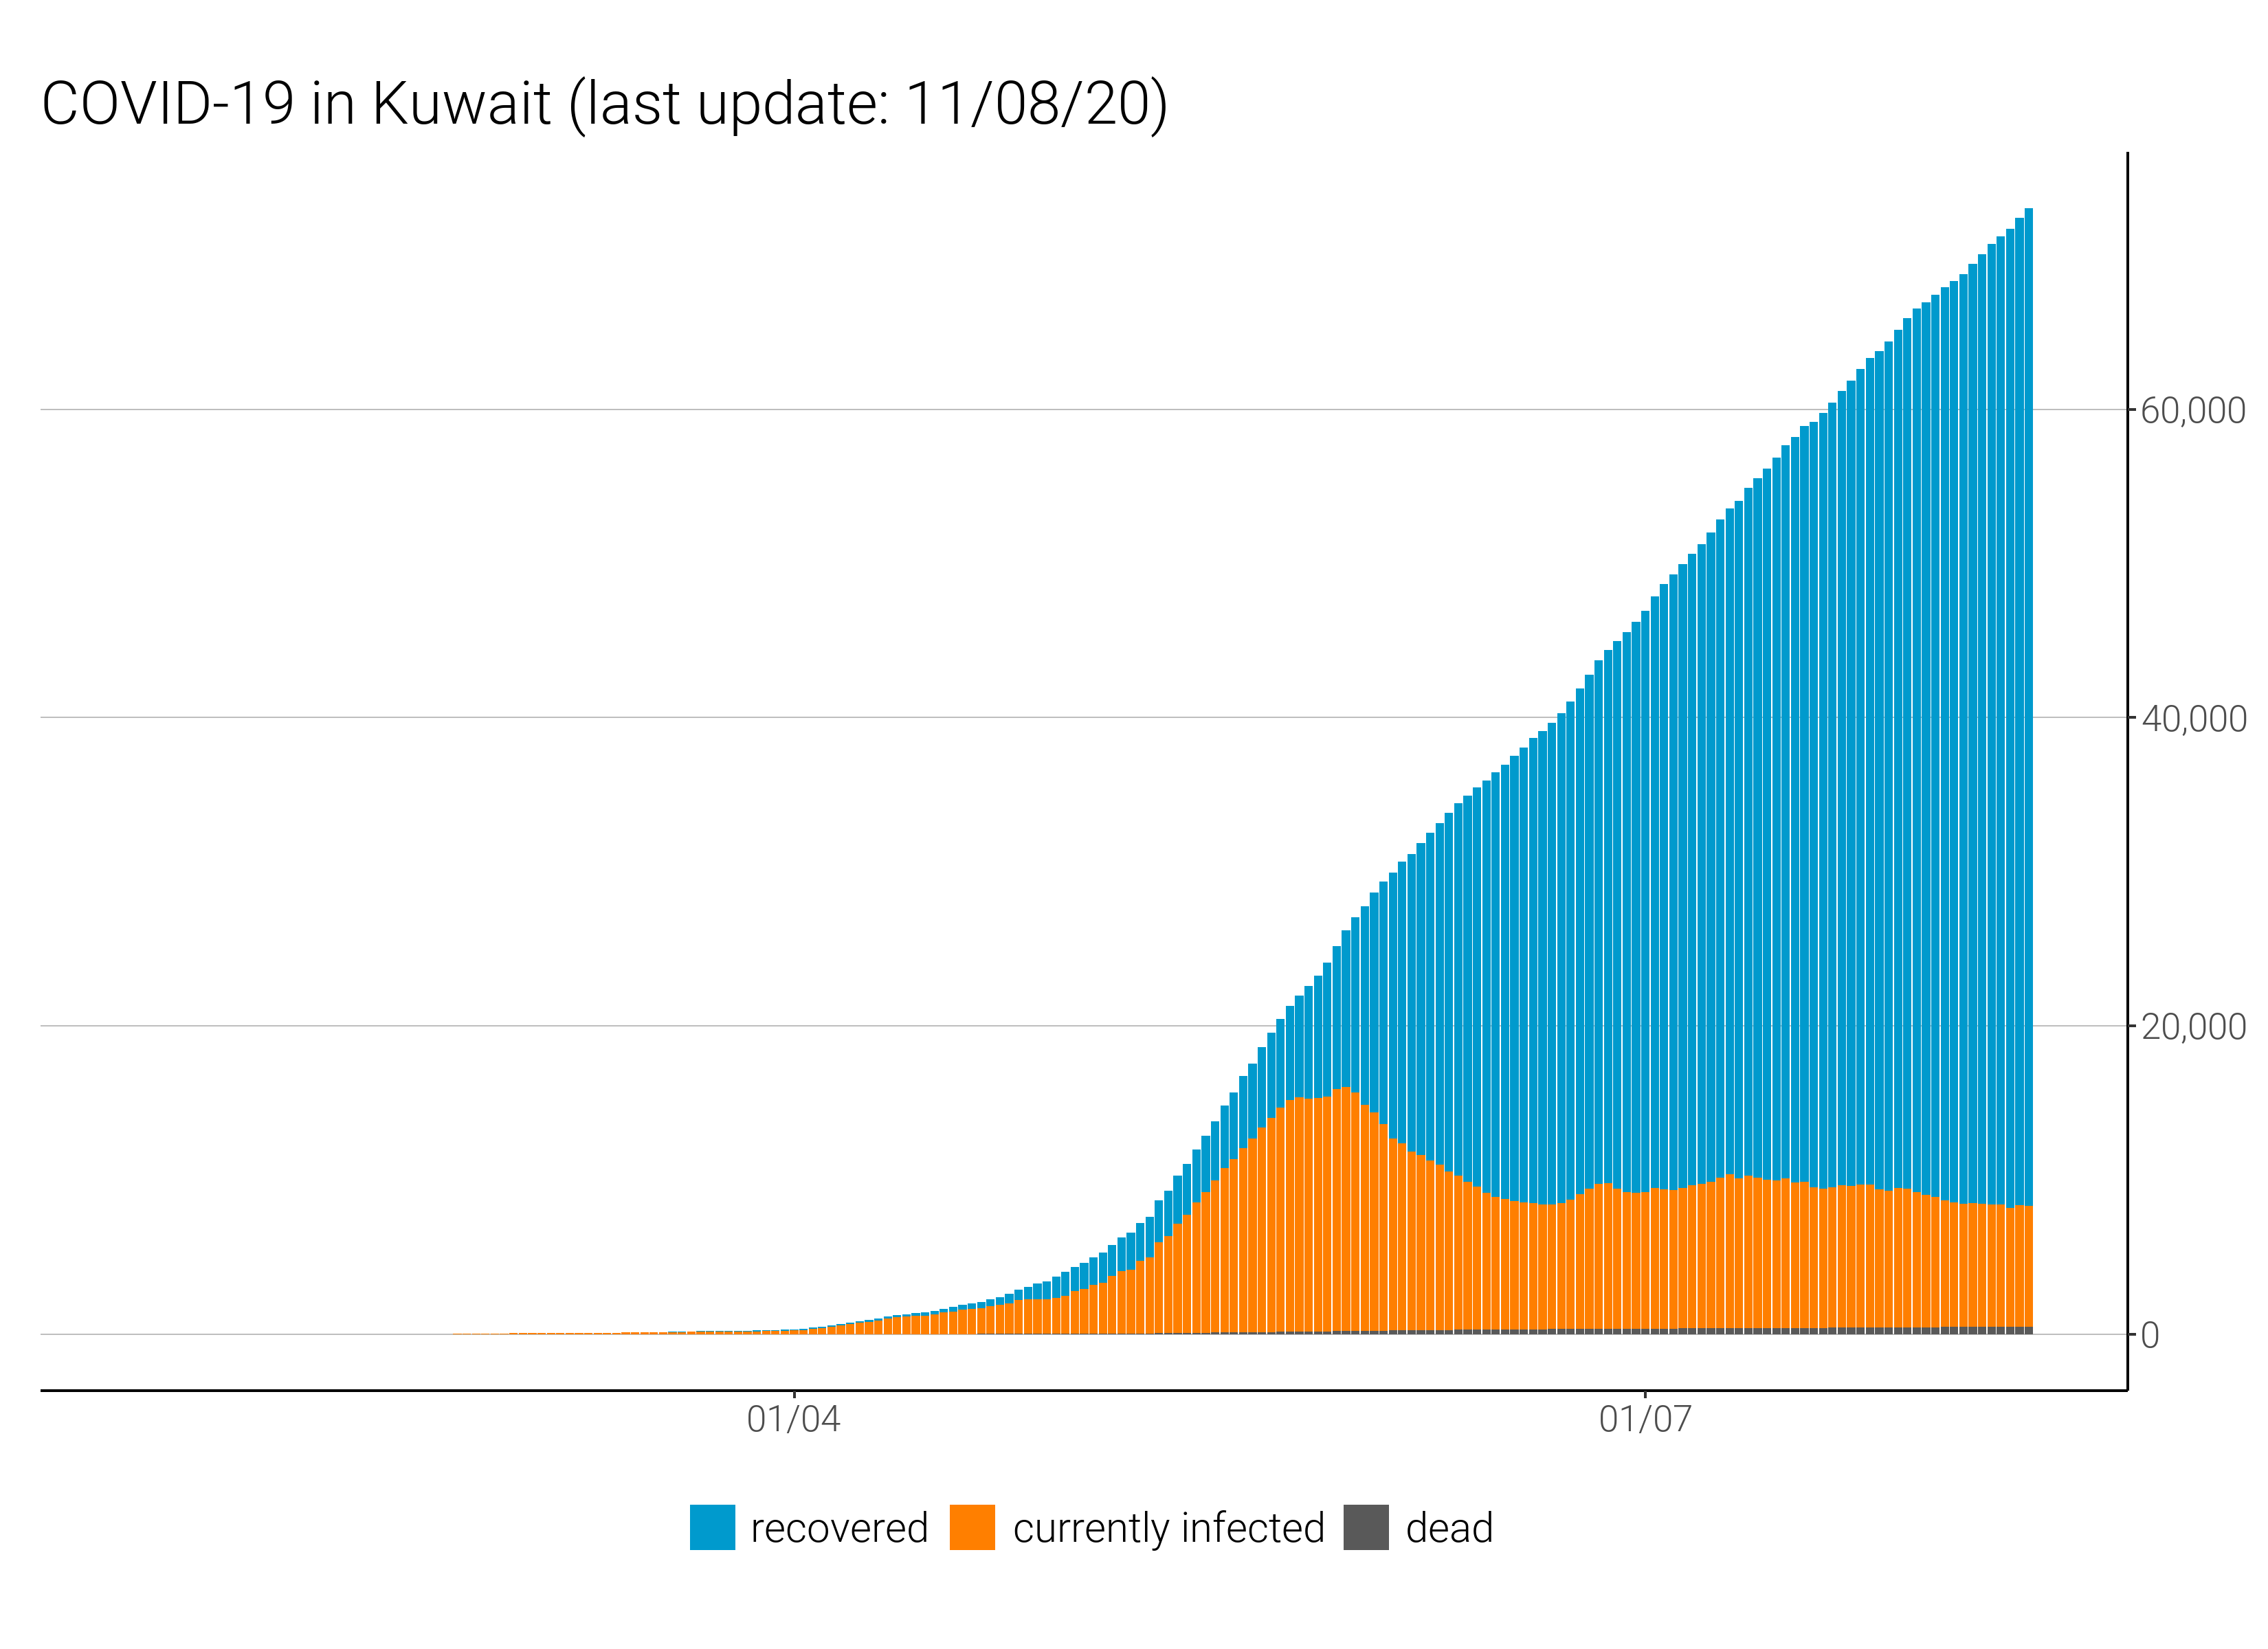 COVID-19 in Kuwait (last update: 11/08/20)
60,000
40,000
20,000
0
01/04 01/07
recovered currently infected dead